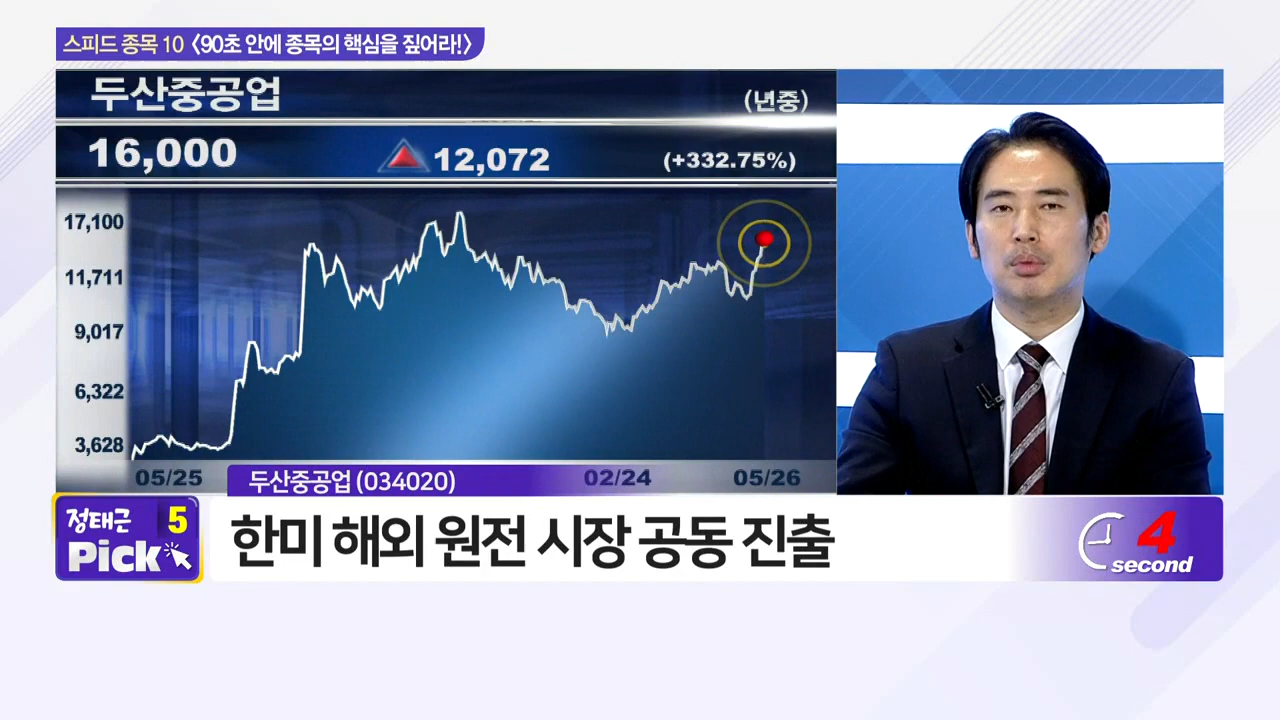 스피드 종목 10 〈90초 안에 종목의 핵심을 짚어라!〉
두산중공업 (년중)
16,000 12,072 (+332.75%)
17,100
11,711
9,017
6,322
3,628
05/25 02/24 05/26
두산중공업 (034020)
정태근 5
Pick
한미 해외 원전 시장 공동 진출
4
second